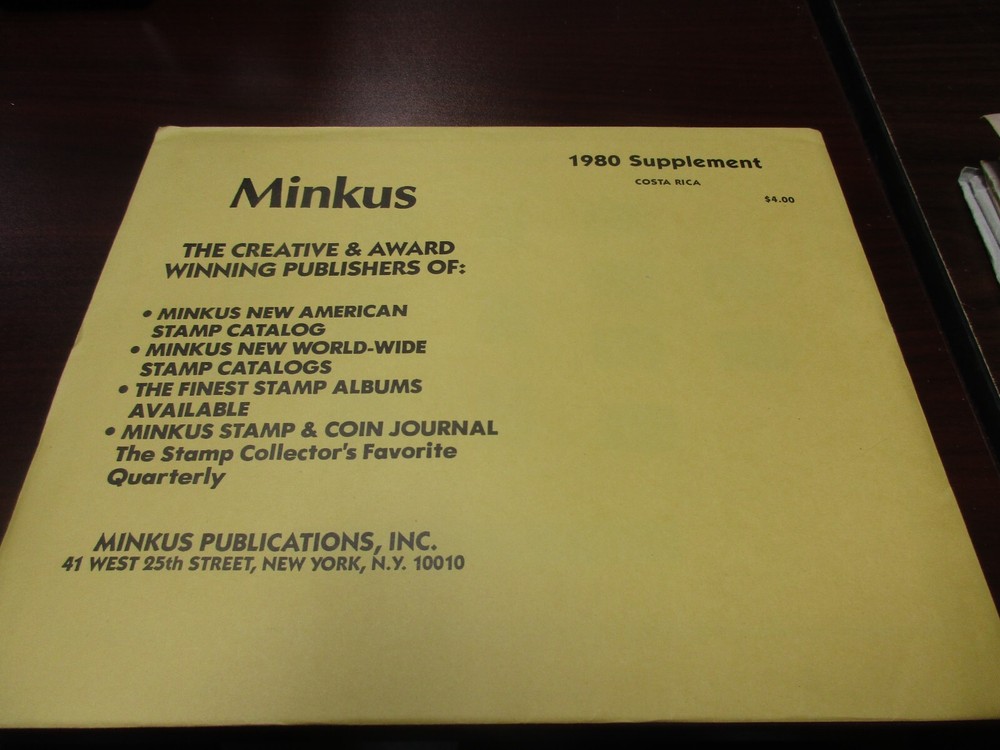 Minkus
THE CREATIVE & AWARD
WINNING PUBLISHERS OF:
• MINKUS NEW AMERICAN
STAMP CATALOG
• MINKUS NEW WORLD-WIDE
STAMP CATALOGS
• THE FINEST STAMP ALBUMS
AVAILABLE
• MINKUS STAMP & COIN JOURNAL
The Stamp Collector's Favorite
Quarterly
MINKUS PUBLICATIONS, INC.
41 WEST 25th STREET, NEW YORK, N.Y. 10010
1980 Supplement
COSTA RICA
$4.00